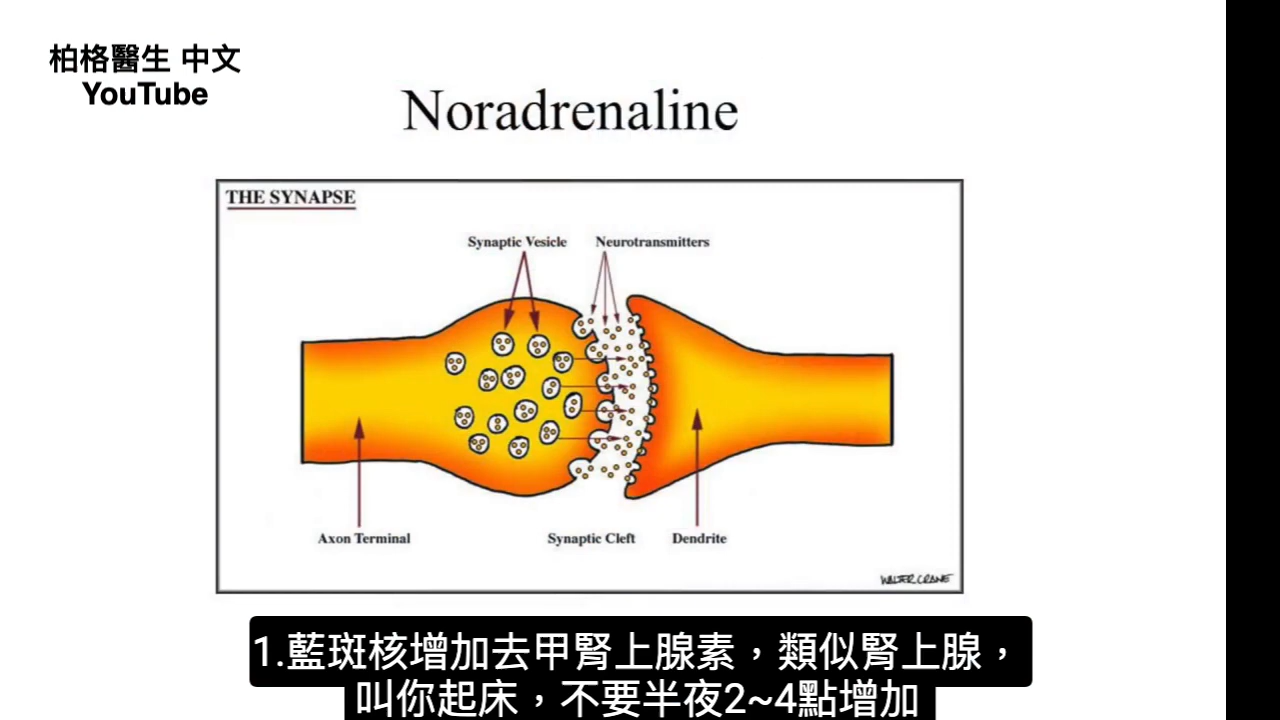 柏格醫生 中文
YouTube
Noradrenaline
THE SYNAPSE
Synaptic Vesicle
Neurotransmitters
Axon Terminal
Synaptic Cleft
Dendrite
WALTER CRANE
1.藍斑核增加去甲腎上腺素，類似腎上腺，
叫你起床，不要半夜2~4點增加